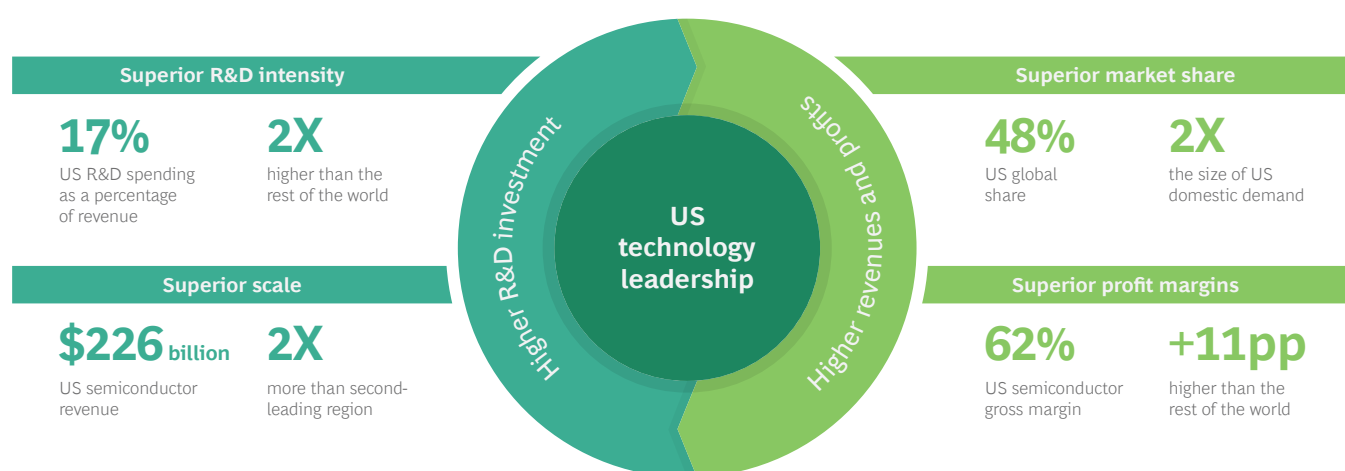 Superior R&D intensity
17%
US R&D spending
as a percentage
of revenue
2X
higher than the
rest of the world
Superior scale
$226 billion
US semiconductor
revenue
2X
more than second-
leading region
Higher R&D investment
US
technology
leadership
Higher revenues and profits
Superior market share
48%
US global
share
2X
the size of US
domestic demand
Superior profit margins
62%
US semiconductor
gross margin
+11pp
higher than the
rest of the world